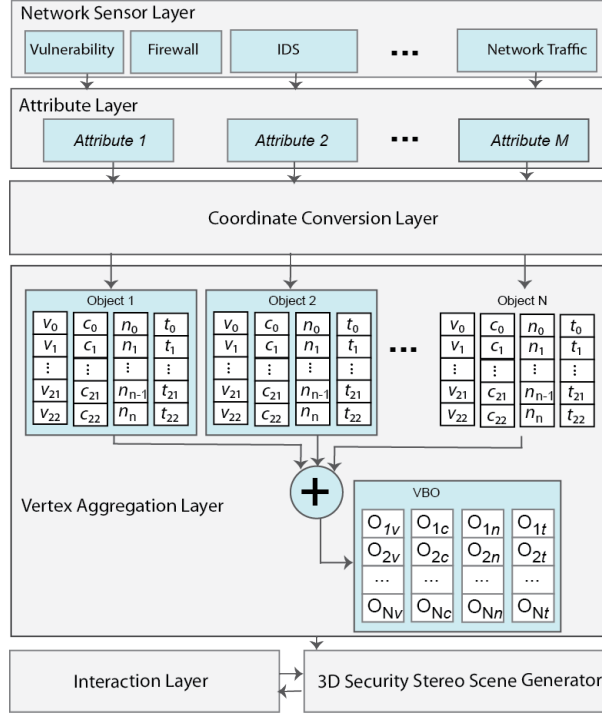 Network Sensor Layer
Vulnerability Firewall IDS ... Network Traffic
Attribute Layer
Attribute 1 Attribute 2 ... Attribute M
Coordinate Conversion Layer
Object 1 Object 2 Object N
v₀ c₀ n₀ t₀ v₀ c₀ n₀ t₀ v₀ c₀ n₀ t₀
v₁ c₁ n₁ t₁ v₁ c₁ n₁ t₁ ... v₁ c₁ n₁ t₁
⋮ ⋮ ⋮ ⋮ ⋮ ⋮ ⋮ ⋮ ⋮ ⋮ ⋮ ⋮
v₂₁ c₂₁ nₙ₋₁ t₂₁ v₂₁ c₂₁ nₙ₋₁ t₂₁ v₂₁ c₂₁ nₙ₋₁ t₂₁
v₂₂ c₂₂ nₙ t₂₂ v₂₂ c₂₂ nₙ t₂₂ v₂₂ c₂₂ nₙ t₂₂
+
Vertex Aggregation Layer
VBO
O1v O1c O1n O1t
O2v O2c O2n O2t
... ... ... ...
ONv ONc ONn ONt
Interaction Layer
3D Security Stereo Scene Generator